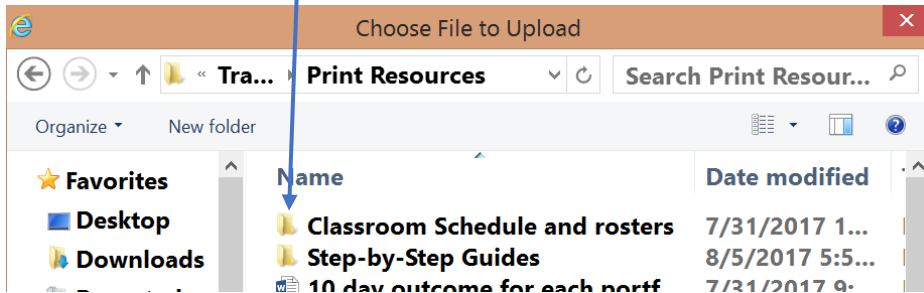 Choose File to Upload
« Tra... Print Resources Search Print Resour...
Organize New folder
Name Date modified
Favorites
Desktop
Downloads
Classroom Schedule and rosters 7/31/2017 1...
Step-by-Step Guides 8/5/2017 5:5...
10 day outcome for each portf 7/31/2017 9: